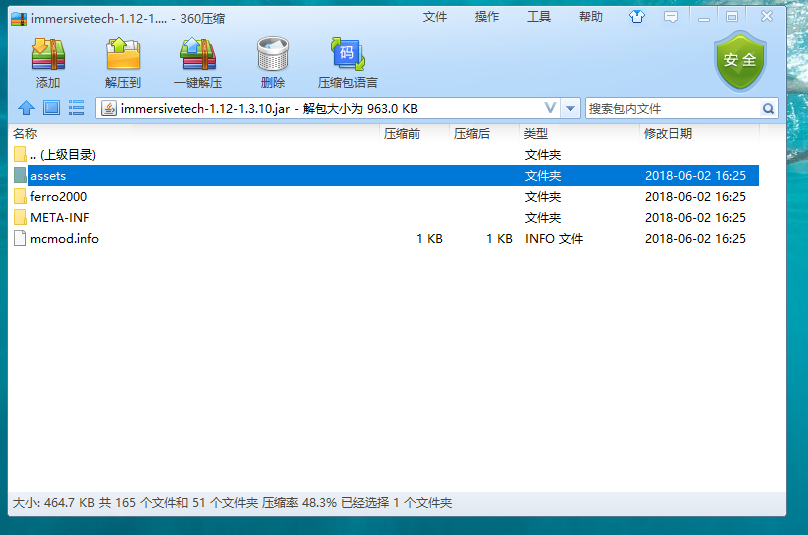 immersivetech-1.12-1.... - 360压缩
文件 操作 工具 帮助
添加 解压到 一键解压 删除 压缩包语言
码
安全
immersivetech-1.12-1.3.10.jar - 解包大小为 963.0 KB
搜索包内文件
名称 压缩前 压缩后 类型 修改日期
.. (上级目录) 文件夹
assets 文件夹 2018-06-02 16:25
ferro2000 文件夹 2018-06-02 16:25
META-INF 文件夹 2018-06-02 16:25
mcmod.info 1 KB 1 KB INFO 文件 2018-06-02 16:25
大小: 464.7 KB 共 165 个文件和 51 个文件夹 压缩率 48.3% 已经选择 1 个文件夹